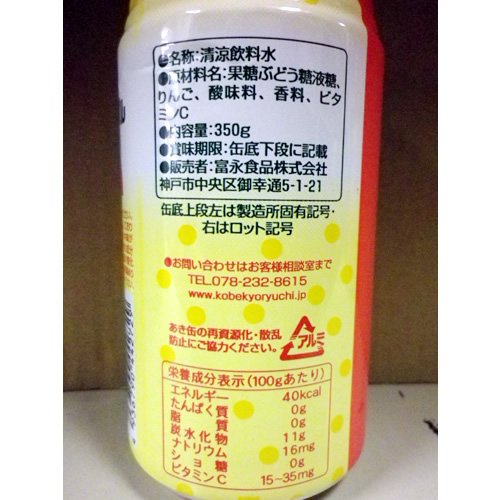 ●名称:清涼飲料水
●原材料名:果糖ぶどう糖液糖、
りんご、酸味料、香料、ビタ
ミンC
●内容量:350g
●賞味期限:缶底下段に記載
●販売者:富永食品株式会社
神戸市中央区御幸通5-1-21
缶底上段左は製造所固有記号・
右はロット記号
●お問い合わせはお客様相談室まで
TEL.078-232-8615
www.kobekyoryuchi.jp
あき缶の再資源化・散乱
防止にご協力ください。
アルミ
栄養成分表示(100gあたり)
エネルギー 40kcal
たんぱく質 0g
脂質 0g
炭水化物 11g
ナトリウム 16mg
ショ糖 0g
ビタミンC 15~35mg